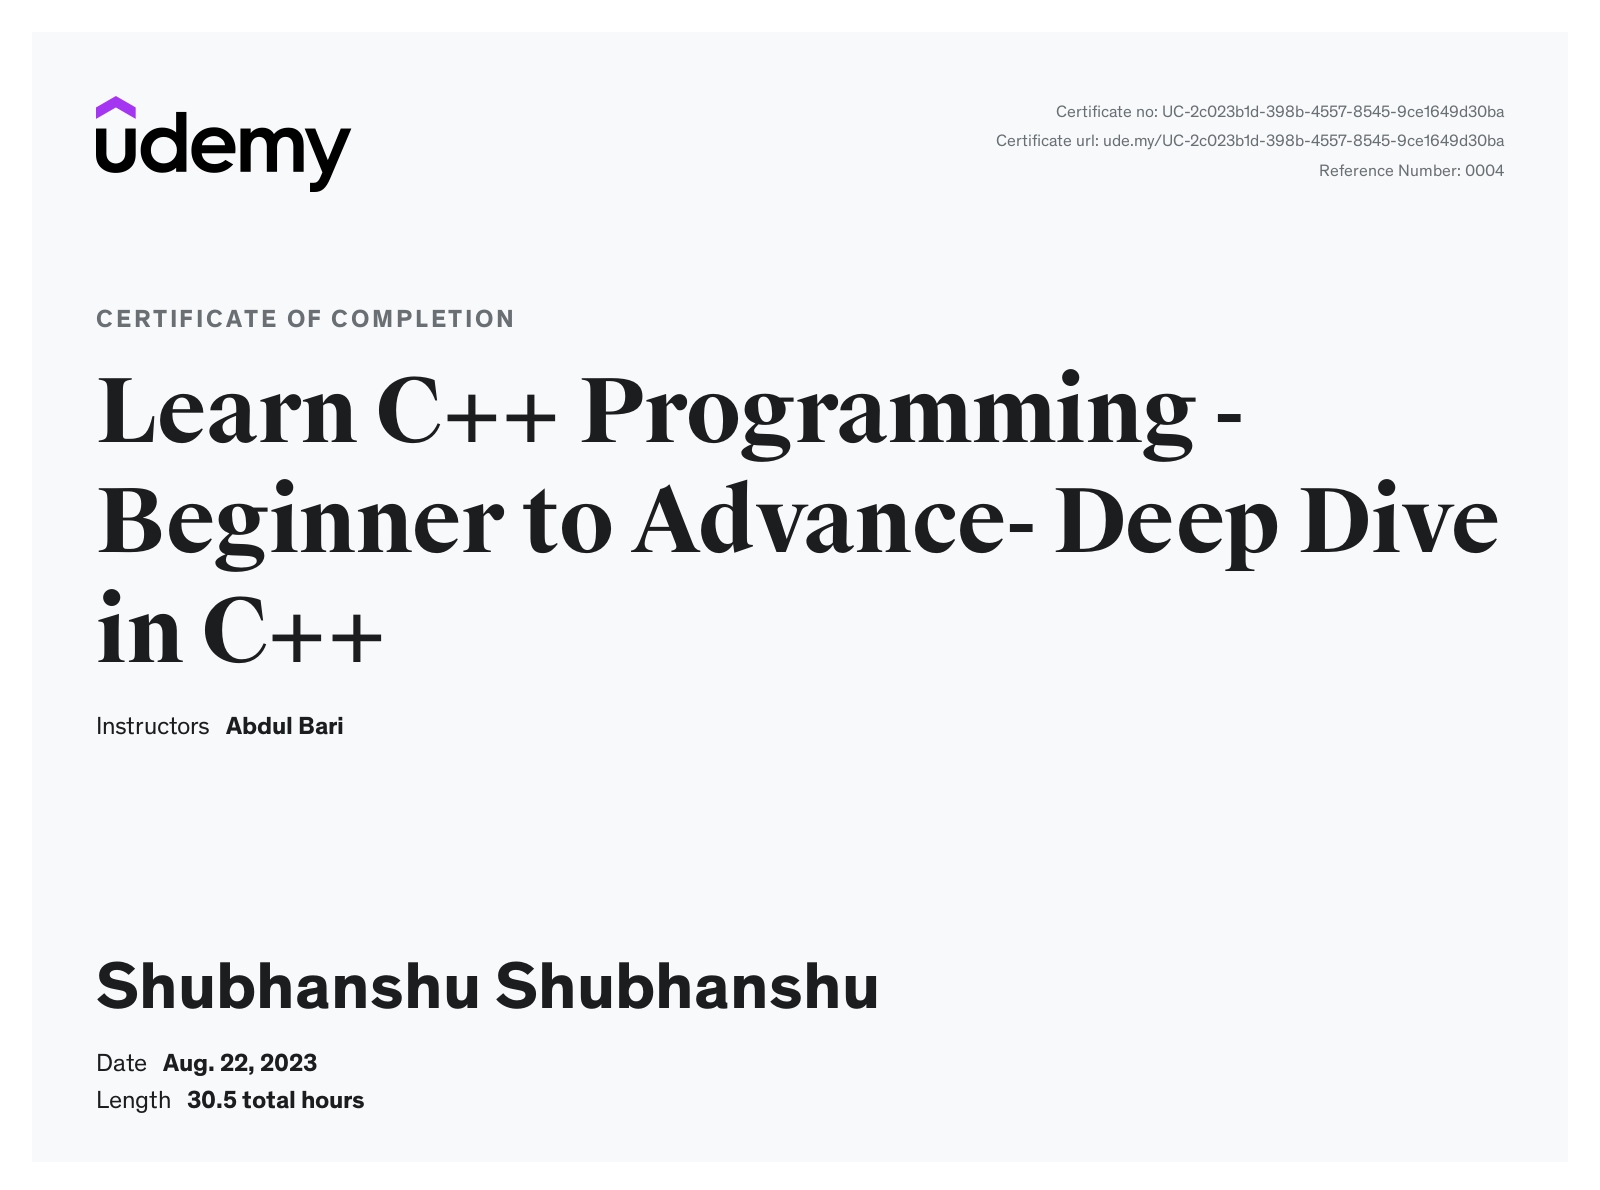 udemy
Certificate no: UC-2c023b1d-398b-4557-8545-9ce1649d30ba
Certificate url: ude.my/UC-2c023b1d-398b-4557-8545-9ce1649d30ba
Reference Number: 0004
CERTIFICATE OF COMPLETION
Learn C++ Programming -
Beginner to Advance- Deep Dive
in C++
Instructors Abdul Bari
Shubhanshu Shubhanshu
Date Aug. 22, 2023
Length 30.5 total hours